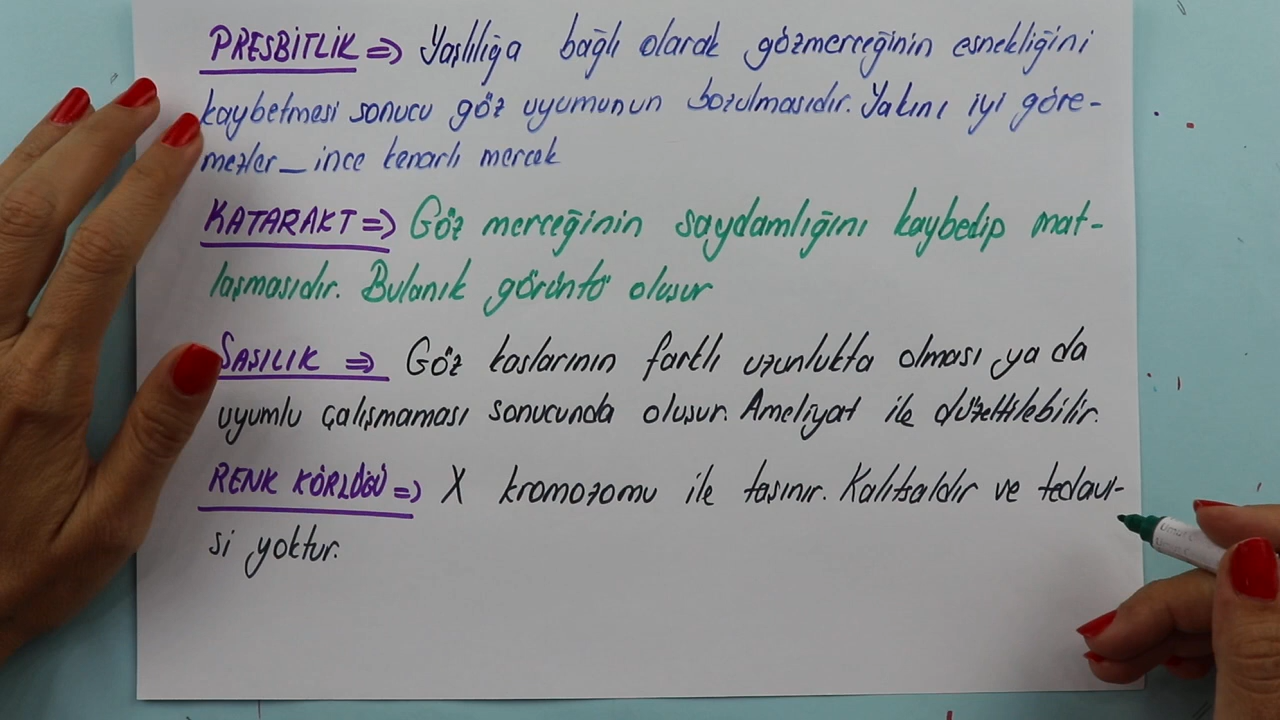 PRESBİTLİK => Yaşlılığa bağlı olarak gözmerceğinin esnekliğini
kaybetmesi sonucu göz uyumunun bozulmasıdır. Yakını iyi göre-
mezler_ ince kenarlı mercek
KATARAKT => Göz merceğinin saydamlığını kaybedip mat-
laşmasıdır. Bulanık görüntü oluşur
ŞAŞILIK => Göz kaslarının farklı uzunlukta olması ya da
uyumlu çalışmaması sonucunda oluşur. Ameliyat ile düzeltilebilir.
RENK KÖRLÜĞÜ => X kromozomu ile taşınır. Kalıtsaldır ve tedavi-
si yoktur.